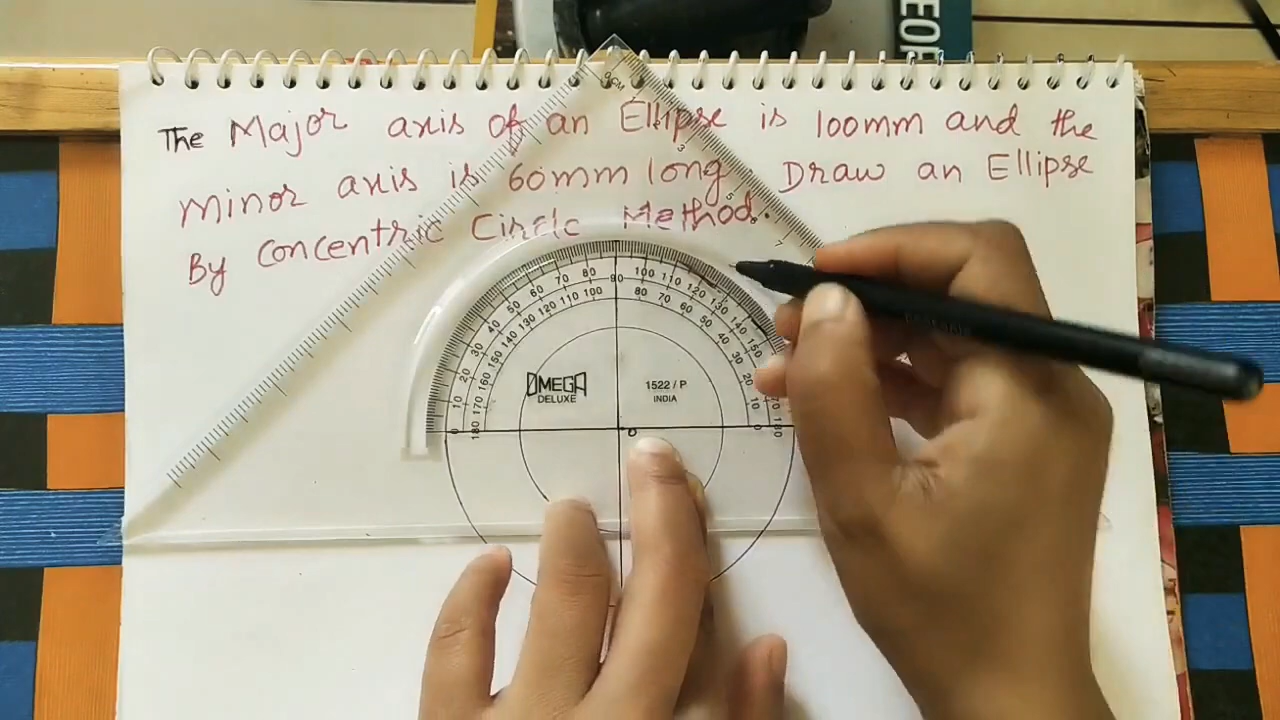 The Major axis of an Ellipse is 100mm and the
minor axis is 60mm long Draw an Ellipse
By Concentric Circle Method.
OMEGA
DELUXE
1522 / P
INDIA